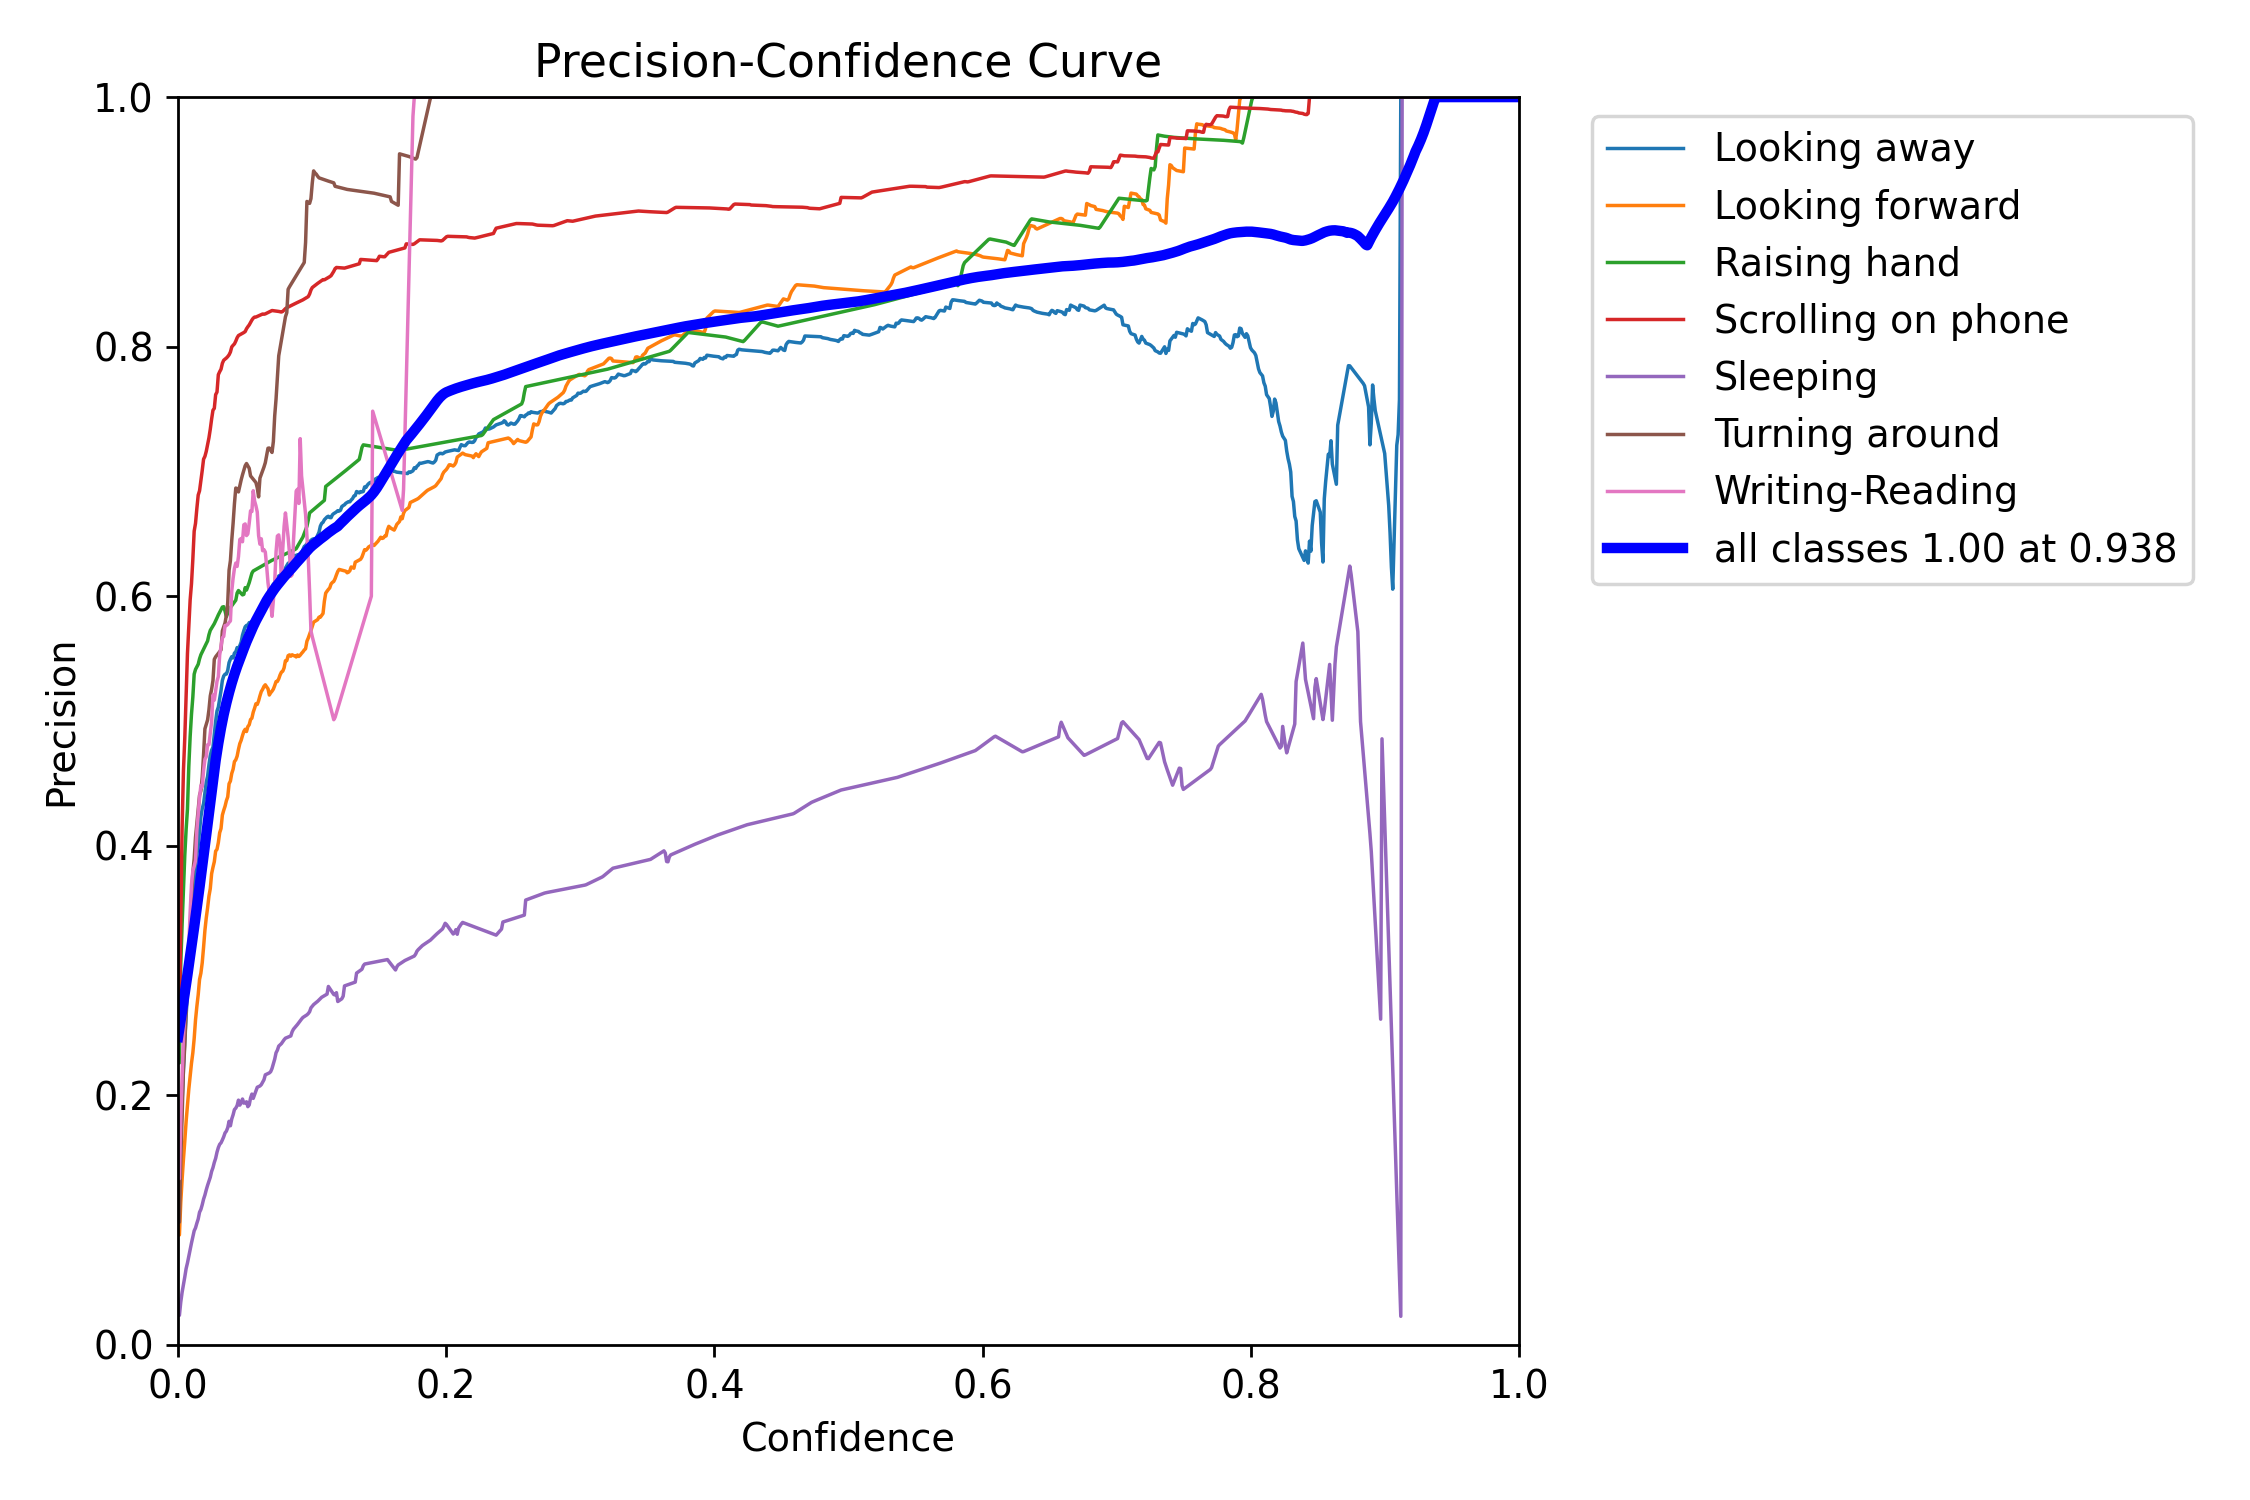 Precision-Confidence Curve
1.0
0.8
0.6
0.4
0.2
0.0
Precision
0.0 0.2 0.4 0.6 0.8 1.0
Confidence
Looking away
Looking forward
Raising hand
Scrolling on phone
Sleeping
Turning around
Writing-Reading
all classes 1.00 at 0.938